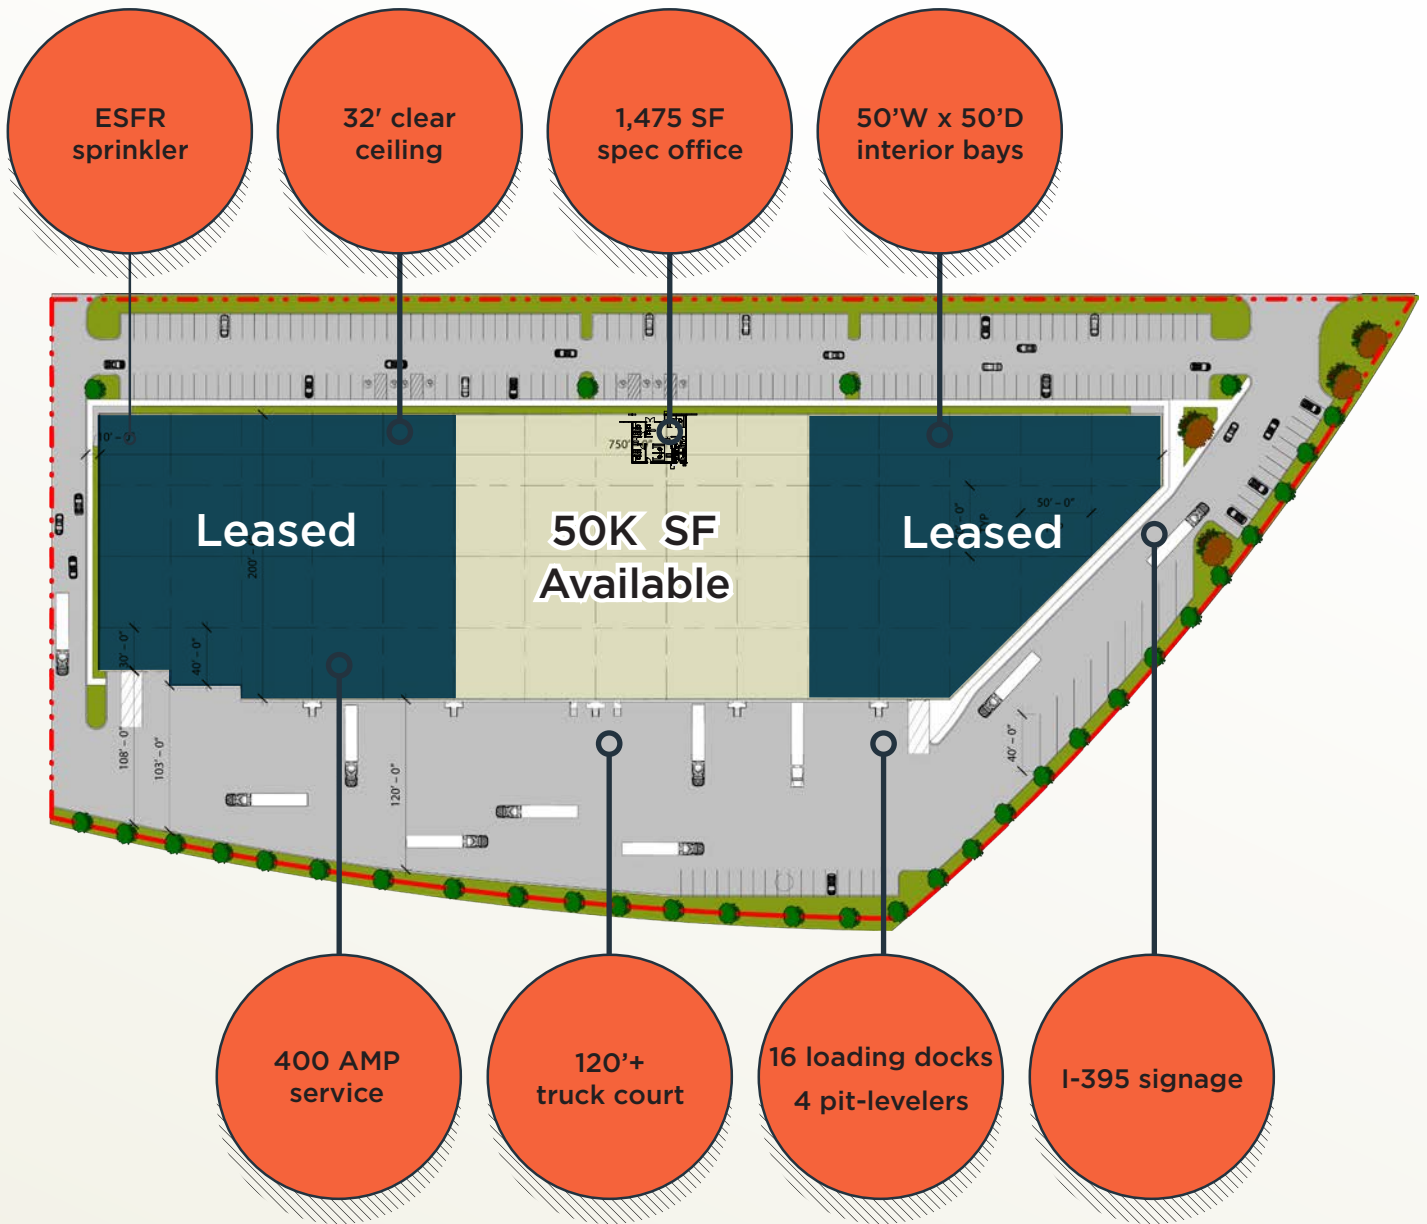 ESFR
sprinkler
32' clear
ceiling
1,475 SF
spec office
50’W x 50’D
interior bays
10' – 0"
750'
Leased
50K SF
Available
Leased
50' – 0"
200'
30' – 0"
40' – 0"
108' – 0"
103' – 0"
120' – 0"
40' – 0"
400 AMP
service
120’+
truck court
16 loading docks
4 pit-levelers
I-395 signage